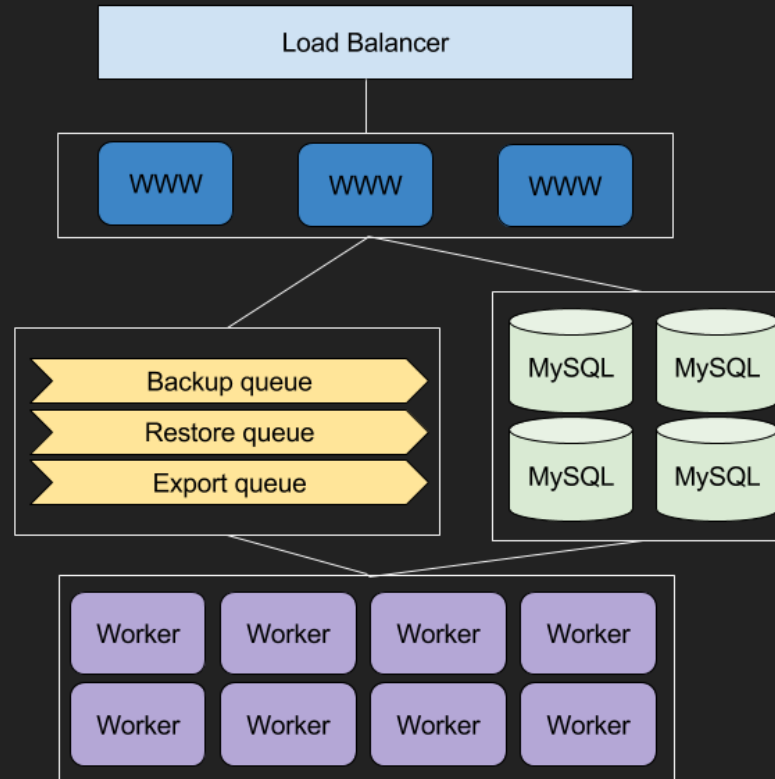 Load Balancer
WWW WWW WWW
Backup queue
Restore queue
Export queue
MySQL MySQL
MySQL MySQL
Worker Worker Worker Worker
Worker Worker Worker Worker